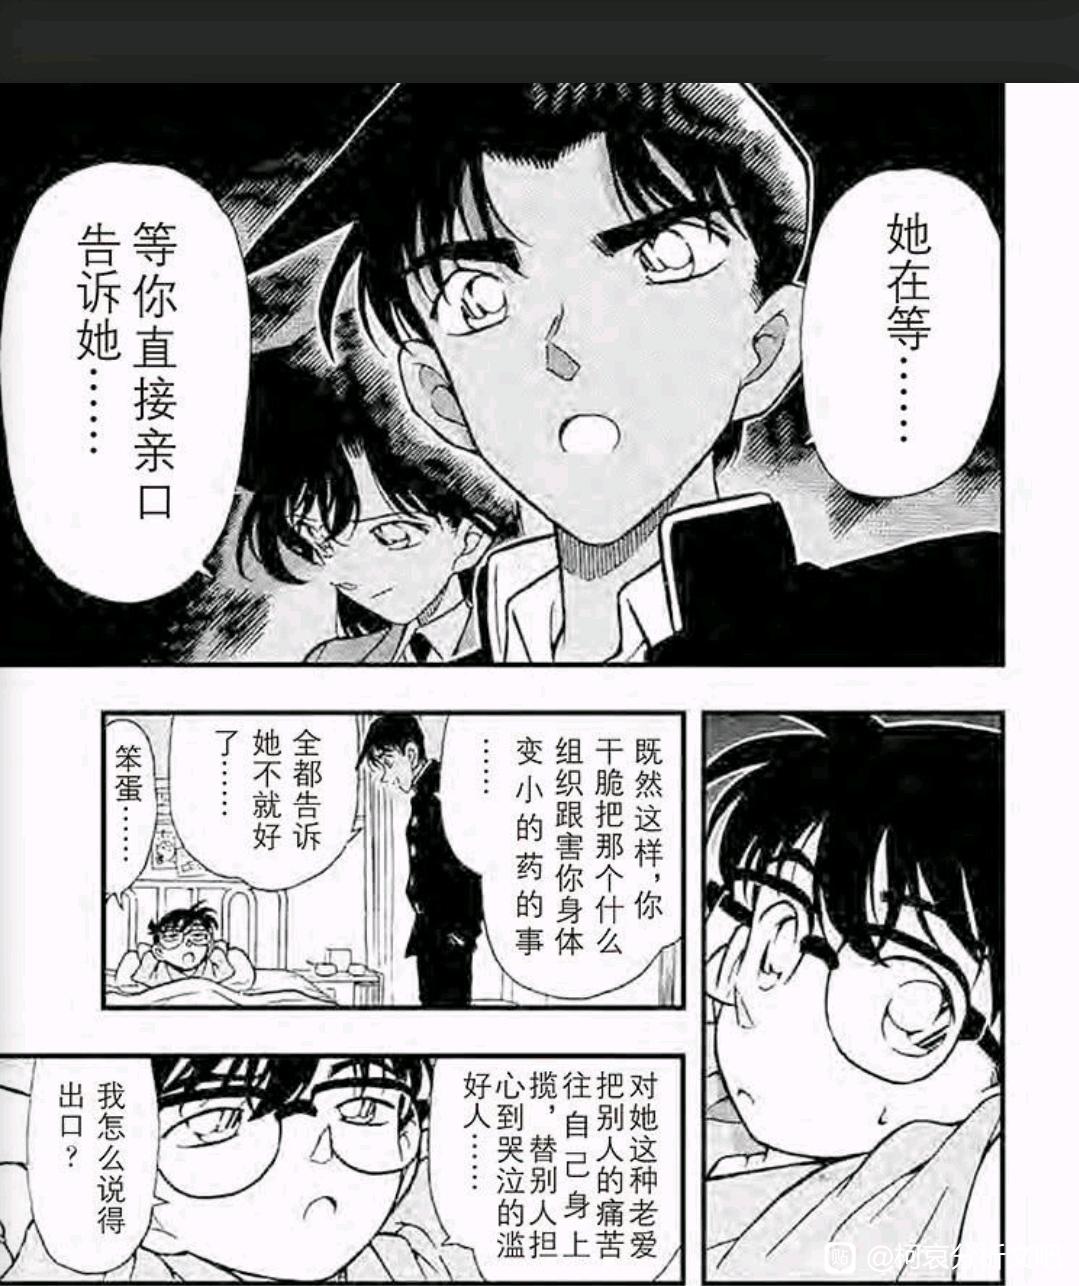 她在等……
等你直接亲口
告诉她……
既然这样，你
干脆把那个什么
组织跟害你身体
变小的药的事
……
全都告诉
她不就好
了……
笨蛋……
对她这种老爱
把别人的痛苦
往自己身上
揽，替别人担
心到哭泣的滥
好人……
我怎么说得
出口？